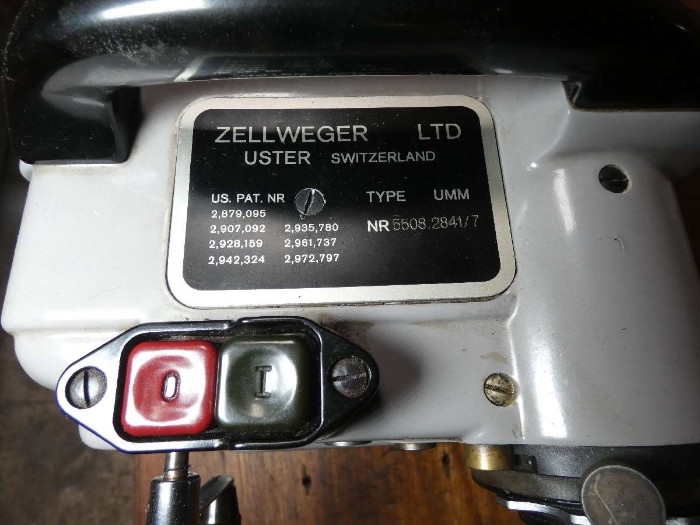 ZELLWEGER LTD
USTER SWITZERLAND
US. PAT. NR
2,879,095
2,907,092 2,935,780
2,928,159 2,961,737
2,942,324 2,972,797
TYPE UMM
NR 5508.2841/7
O I